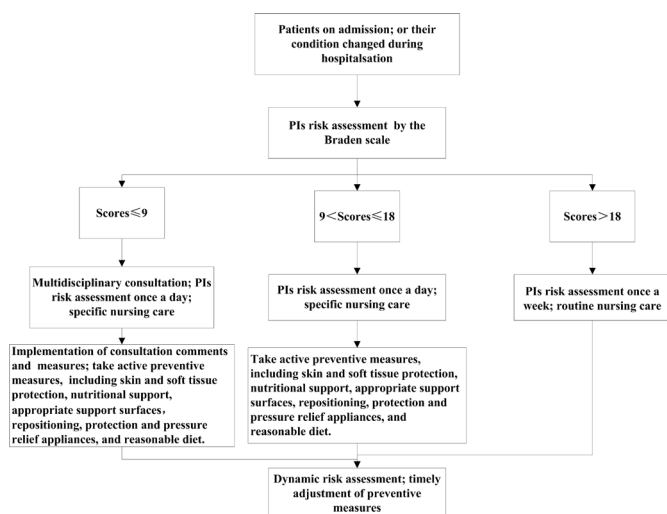 Patients on admission; or their
condition changed during
hospitalsation
PIs risk assessment by the
Braden scale
Scores≤9
9<Scores≤18
Scores>18
Multidisciplinary consultation; PIs
risk assessment once a day;
specific nursing care
PIs risk assessment once a day;
specific nursing care
PIs risk assessment once a
week; routine nursing care
Implementation of consultation comments
and measures; take active preventive
measures, including skin and soft tissue
protection, nutritional support,
appropriate support surfaces,
repositioning, protection and pressure
relief appliances, and reasonable diet.
Take active preventive measures,
including skin and soft tissue protection,
nutritional support, appropriate support
surfaces, repositioning, protection and
pressure relief appliances, and
reasonable diet.
Dynamic risk assessment; timely
adjustment of preventive
measures